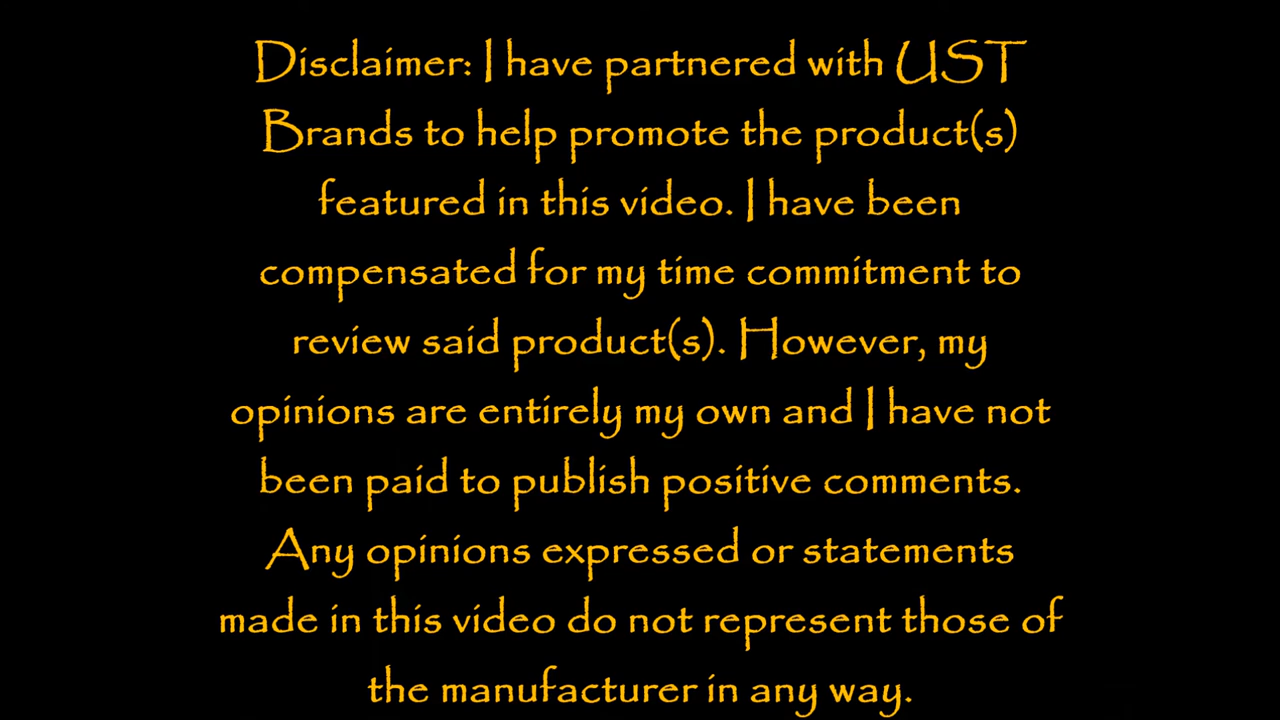 Disclaimer: I have partnered with UST
Brands to help promote the product(s)
featured in this video. I have been
compensated for my time commitment to
review said product(s). However, my
opinions are entirely my own and I have not
been paid to publish positive comments.
Any opinions expressed or statements
made in this video do not represent those of
the manufacturer in any way.